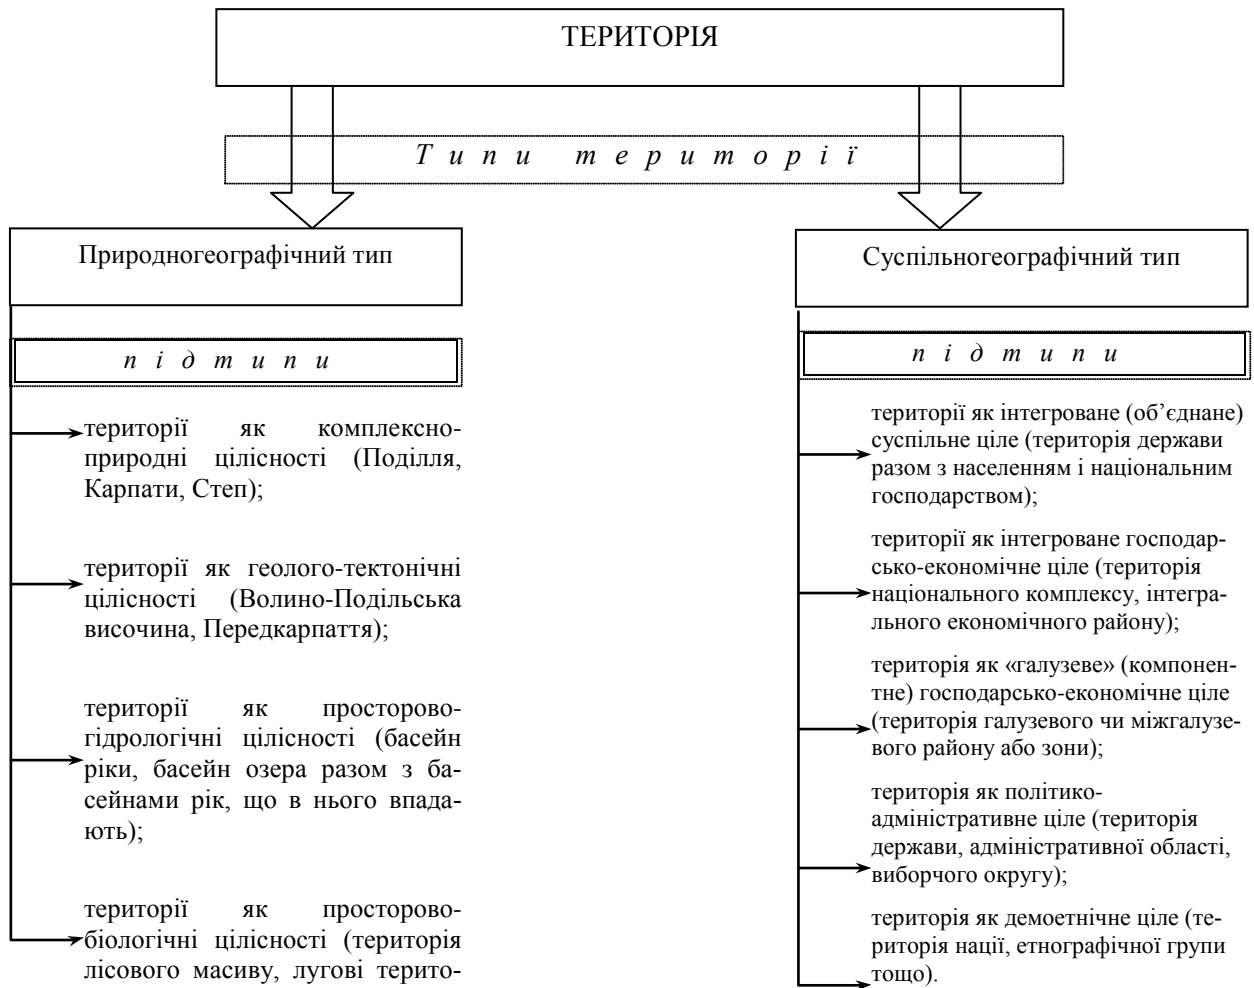 ТЕРИТОРІЯ
Типи території
Природногеографічний тип
підтипи
території як комплексно-
природні цілісності (Поділля,
Карпати, Степ);
території як геолого-тектонічні
цілісності (Волино-Подільська
височина, Передкарпаття);
території як просторово-
гідрологічні цілісності (басейн
ріки, басейн озера разом з ба-
сейнами рік, що в нього впада-
ють);
території як просторово-
біологічні цілісності (територія
лісового масиву, лугові терито-
Суспільногеографічний тип
підтипи
території як інтегроване (об’єднане)
суспільне ціле (територія держави
разом з населенням і національним
господарством);
території як інтегроване господар-
сько-економічне ціле (територія
національного комплексу, інтегра-
льного економічного району);
територія як «галузеве» (компонен-
тне) господарсько-економічне ціле
(територія галузевого чи міжгалузе-
вого району або зони);
територія як політико-
адміністративне ціле (територія
держави, адміністративної області,
виборчого округу);
територія як демоетнічне ціле (те-
риторія нації, етнографічної групи
тощо).